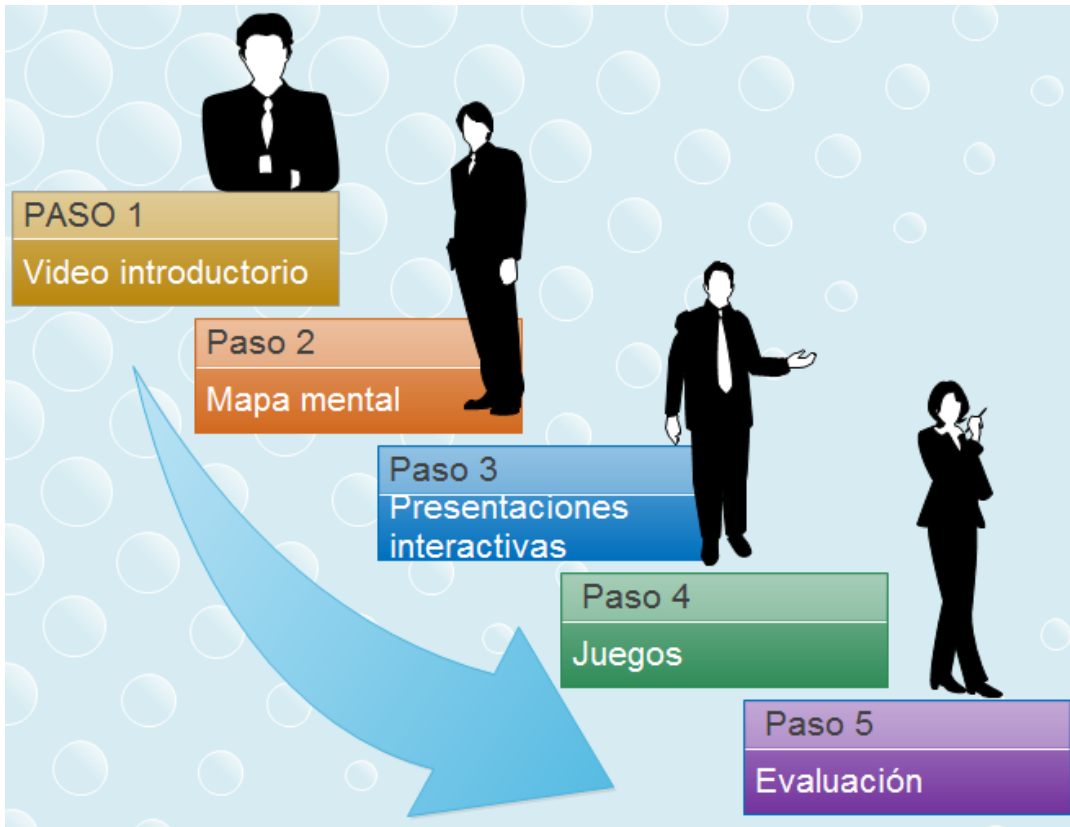 PASO 1
Video introductorio
Paso 2
Mapa mental
Paso 3
Presentaciones
interactivas
Paso 4
Juegos
Paso 5
Evaluación